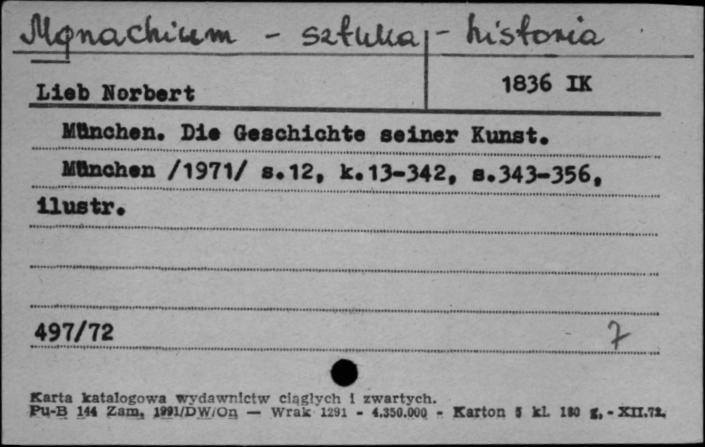 Monachium - sztuka - historia
Lieb Norbert
1836 IK
München. Die Geschichte seiner Kunst.
München /1971/ s.12, k.13-342, s.343-356,
ilustr.
497/72
7
Karta katalogowa wydawnictw ciągłych i zwartych.
Pu-B 144 Zam. 1991/DW/On — Wrak 1291 - 4.350.000 - Karton 5 kl. 180 g. - XII.72.